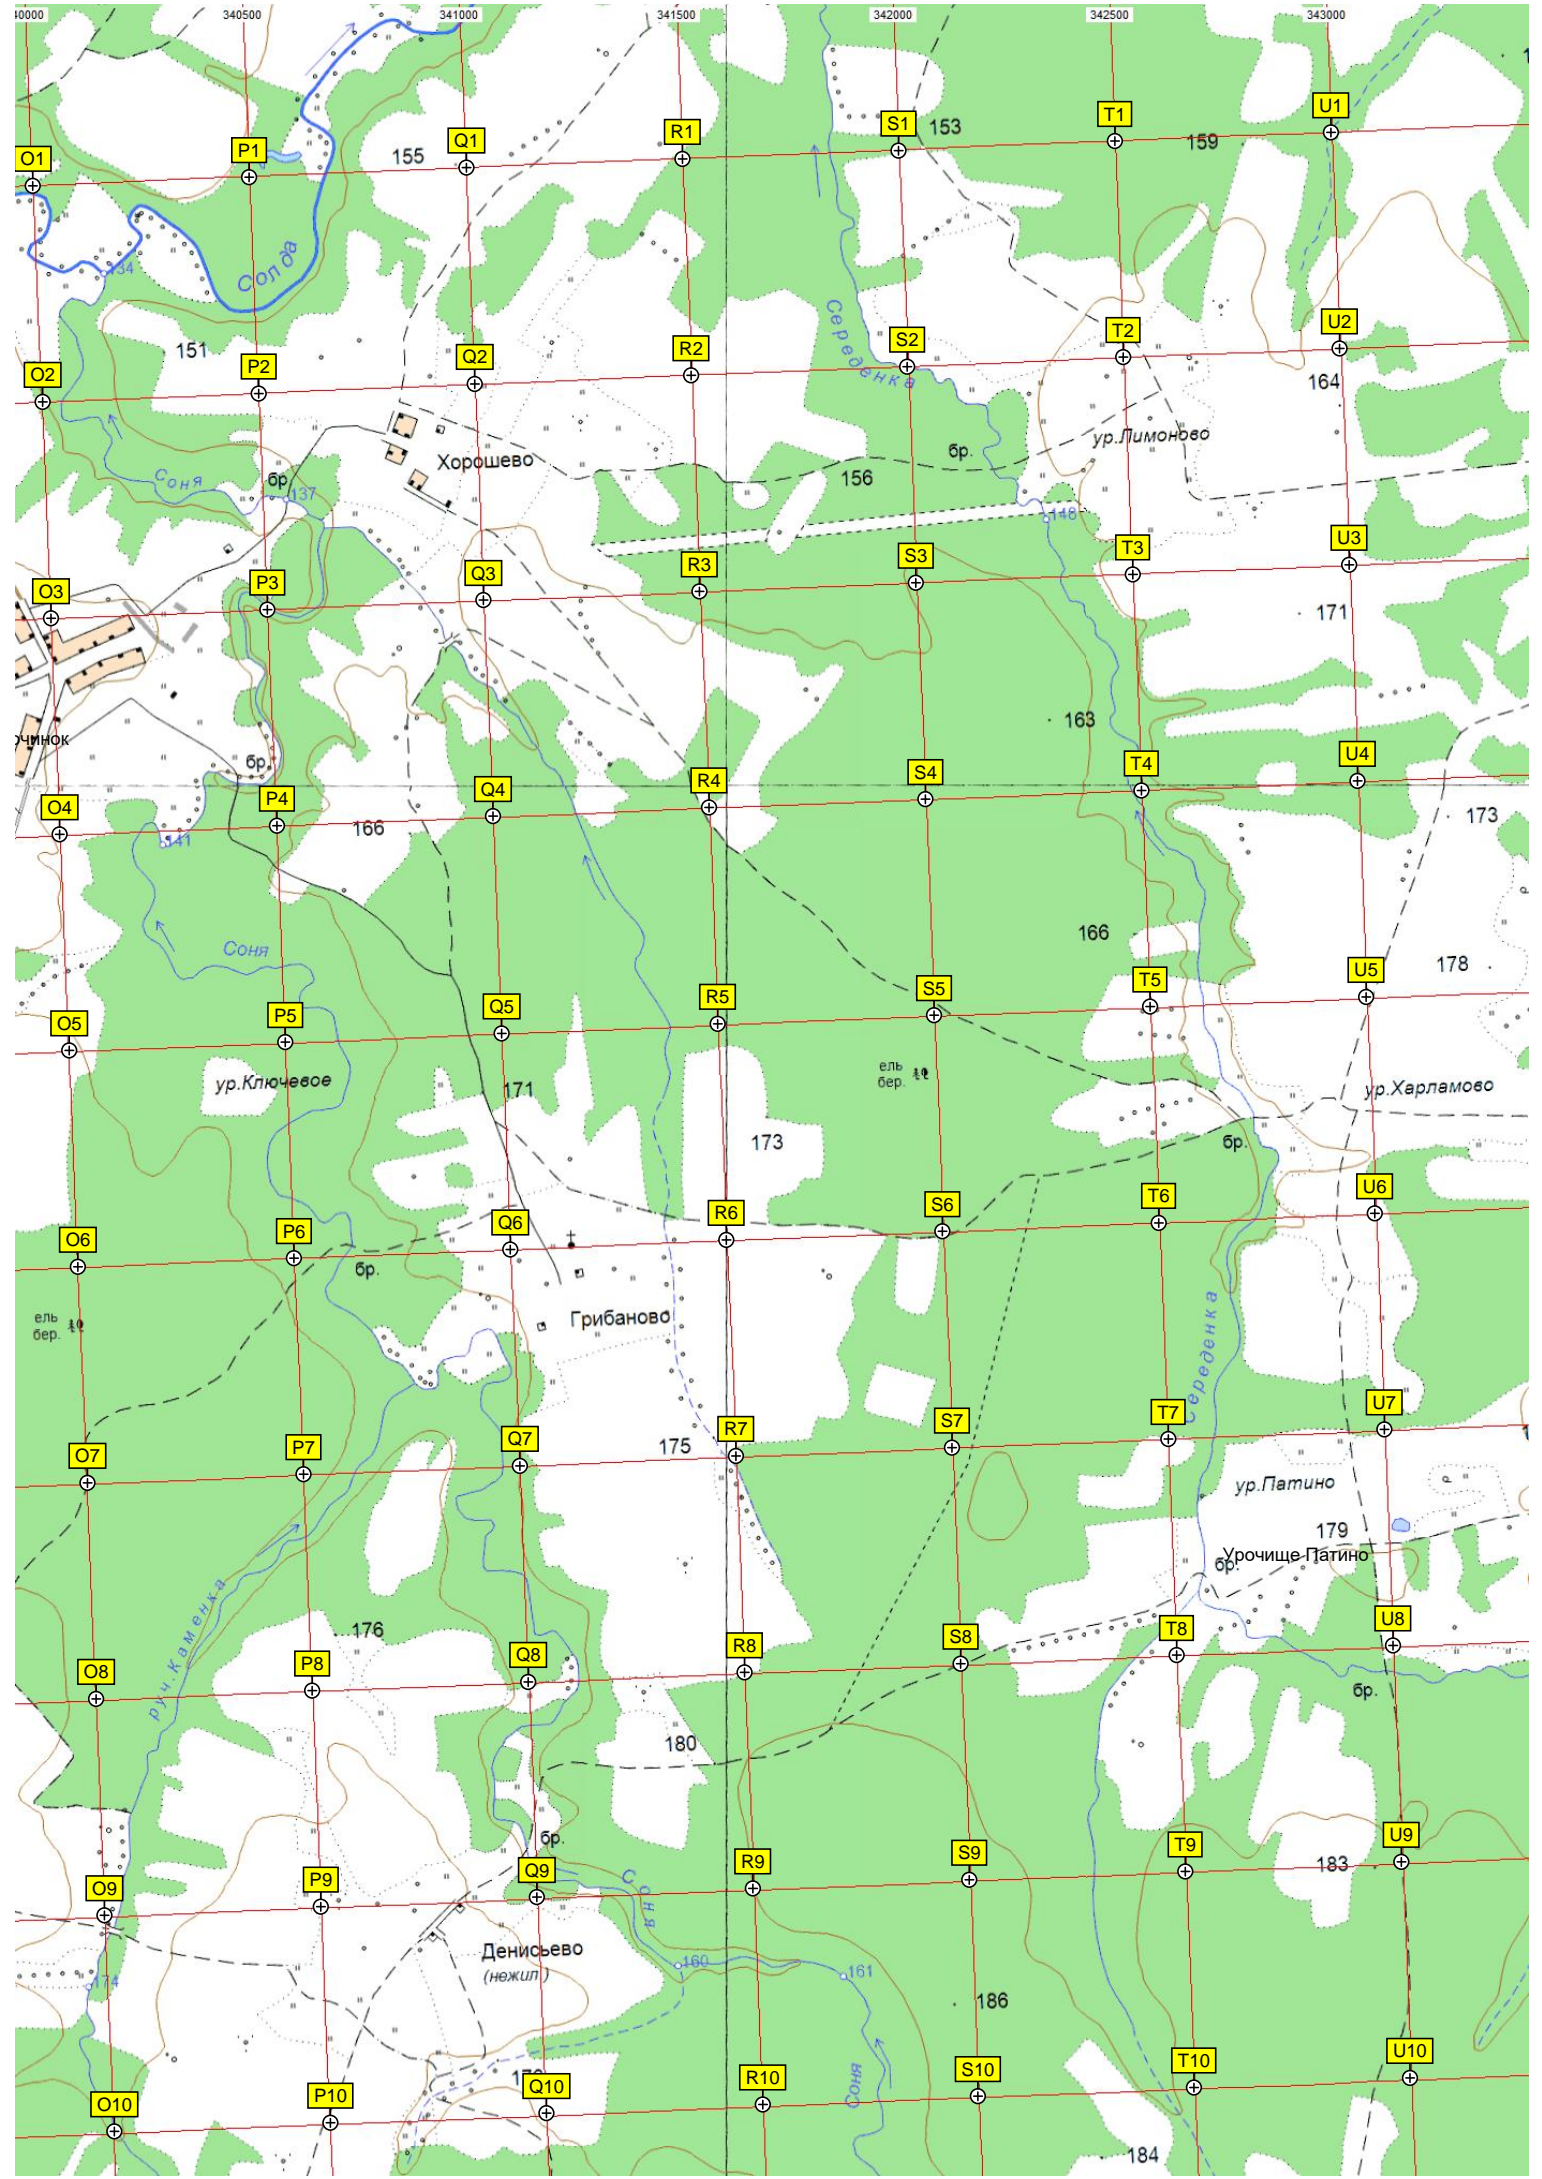 340500 341000 341500 342000 342500 343000
O1 P1 Q1 R1 S1 T1 U1
155 153 159
134
Солда
151
Середенка
O2 P2 Q2 R2 S2 T2 U2
164
Хорошево
ур.Лимоново
бр.
156
Соня
бр.
137
148
O3 P3 Q3 R3 S3 T3 U3
171
163
бр.
O4 P4 Q4 R4 S4 T4 U4
141
166
173
166
Соня
178
O5 P5 Q5 R5 S5 T5 U5
ель
бер.
ур.Ключевое
171
ур.Харламово
173
бр.
O6 P6 Q6 R6 S6 T6 U6
бр.
ель
бер.
Грибаново
Середенка
O7 P7 Q7 R7 S7 T7 U7
175
ур.Патино
179
Урочище Патино
бр.
руч.Каменка
176
O8 P8 Q8 R8 S8 T8 U8
бр.
180
бр.
O9 P9 Q9 R9 S9 T9 U9
183
Соня
Денисьево
(нежил.)
160
161
174
186
Соня
O10 P10 Q10 R10 S10 T10 U10
184